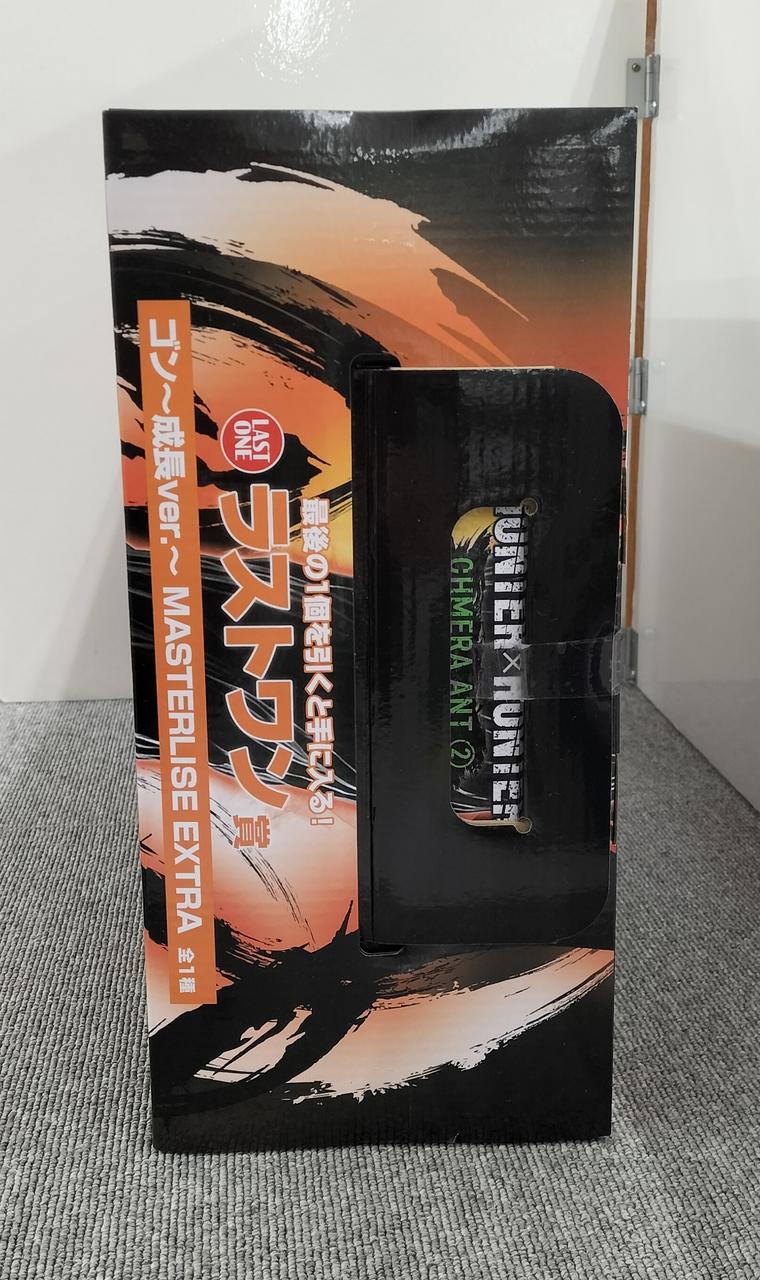 HUNTER×HUNTER
CHMERA ANT ②
最後の1個を引くと手に入る!
LAST
ONE
ラストワン賞
ゴン～成長ver.～ MASTERLISE EXTRA 全1種